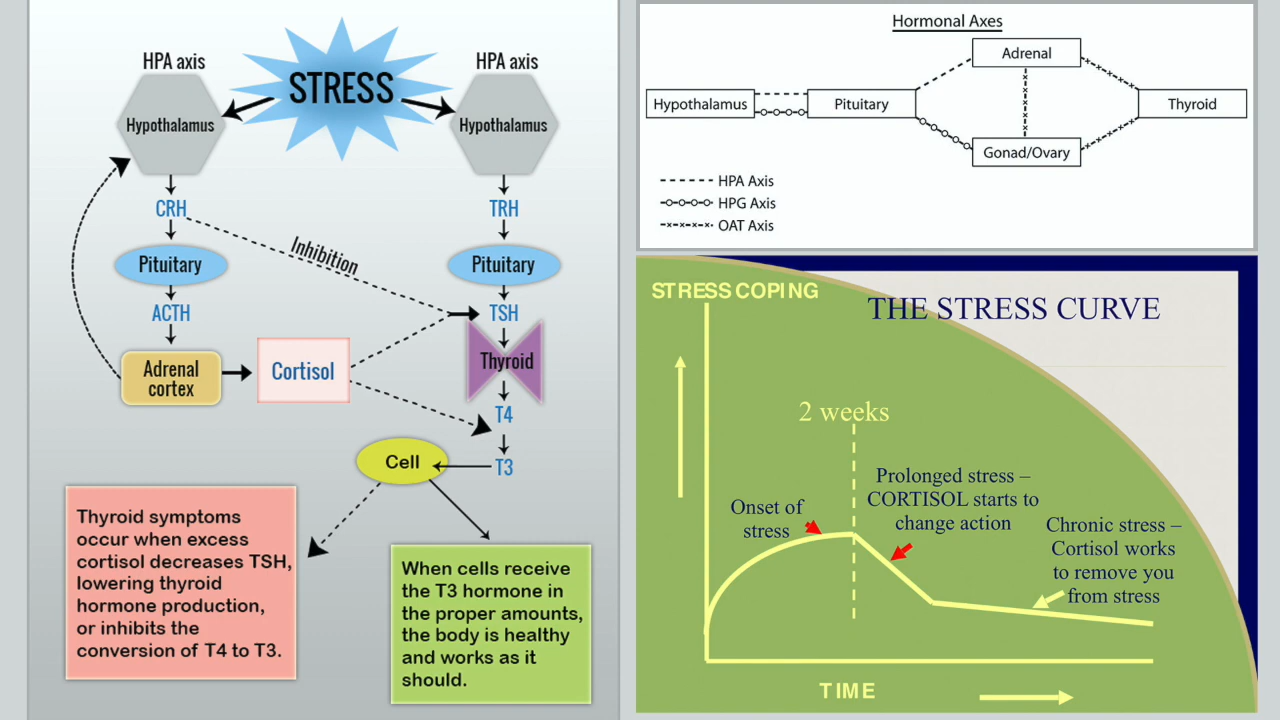 STRESS
HPA axis
Hypothalamus
CRH
Pituitary
ACTH
Adrenal
cortex
Cortisol
Inhibition
HPA axis
Hypothalamus
TRH
Pituitary
TSH
Thyroid
T4
T3
Cell
Thyroid symptoms
occur when excess
cortisol decreases TSH,
lowering thyroid
hormone production,
or inhibits the
conversion of T4 to T3.
When cells receive
the T3 hormone in
the proper amounts,
the body is healthy
and works as it
should.
Hormonal Axes
Adrenal
Hypothalamus
Pituitary
Thyroid
Gonad/Ovary
HPA Axis
HPG Axis
OAT Axis
STRESS COPING
THE STRESS CURVE
2 weeks
Onset of
stress
Prolonged stress –
CORTISOL starts to
change action
Chronic stress –
Cortisol works
to remove you
from stress
TIME